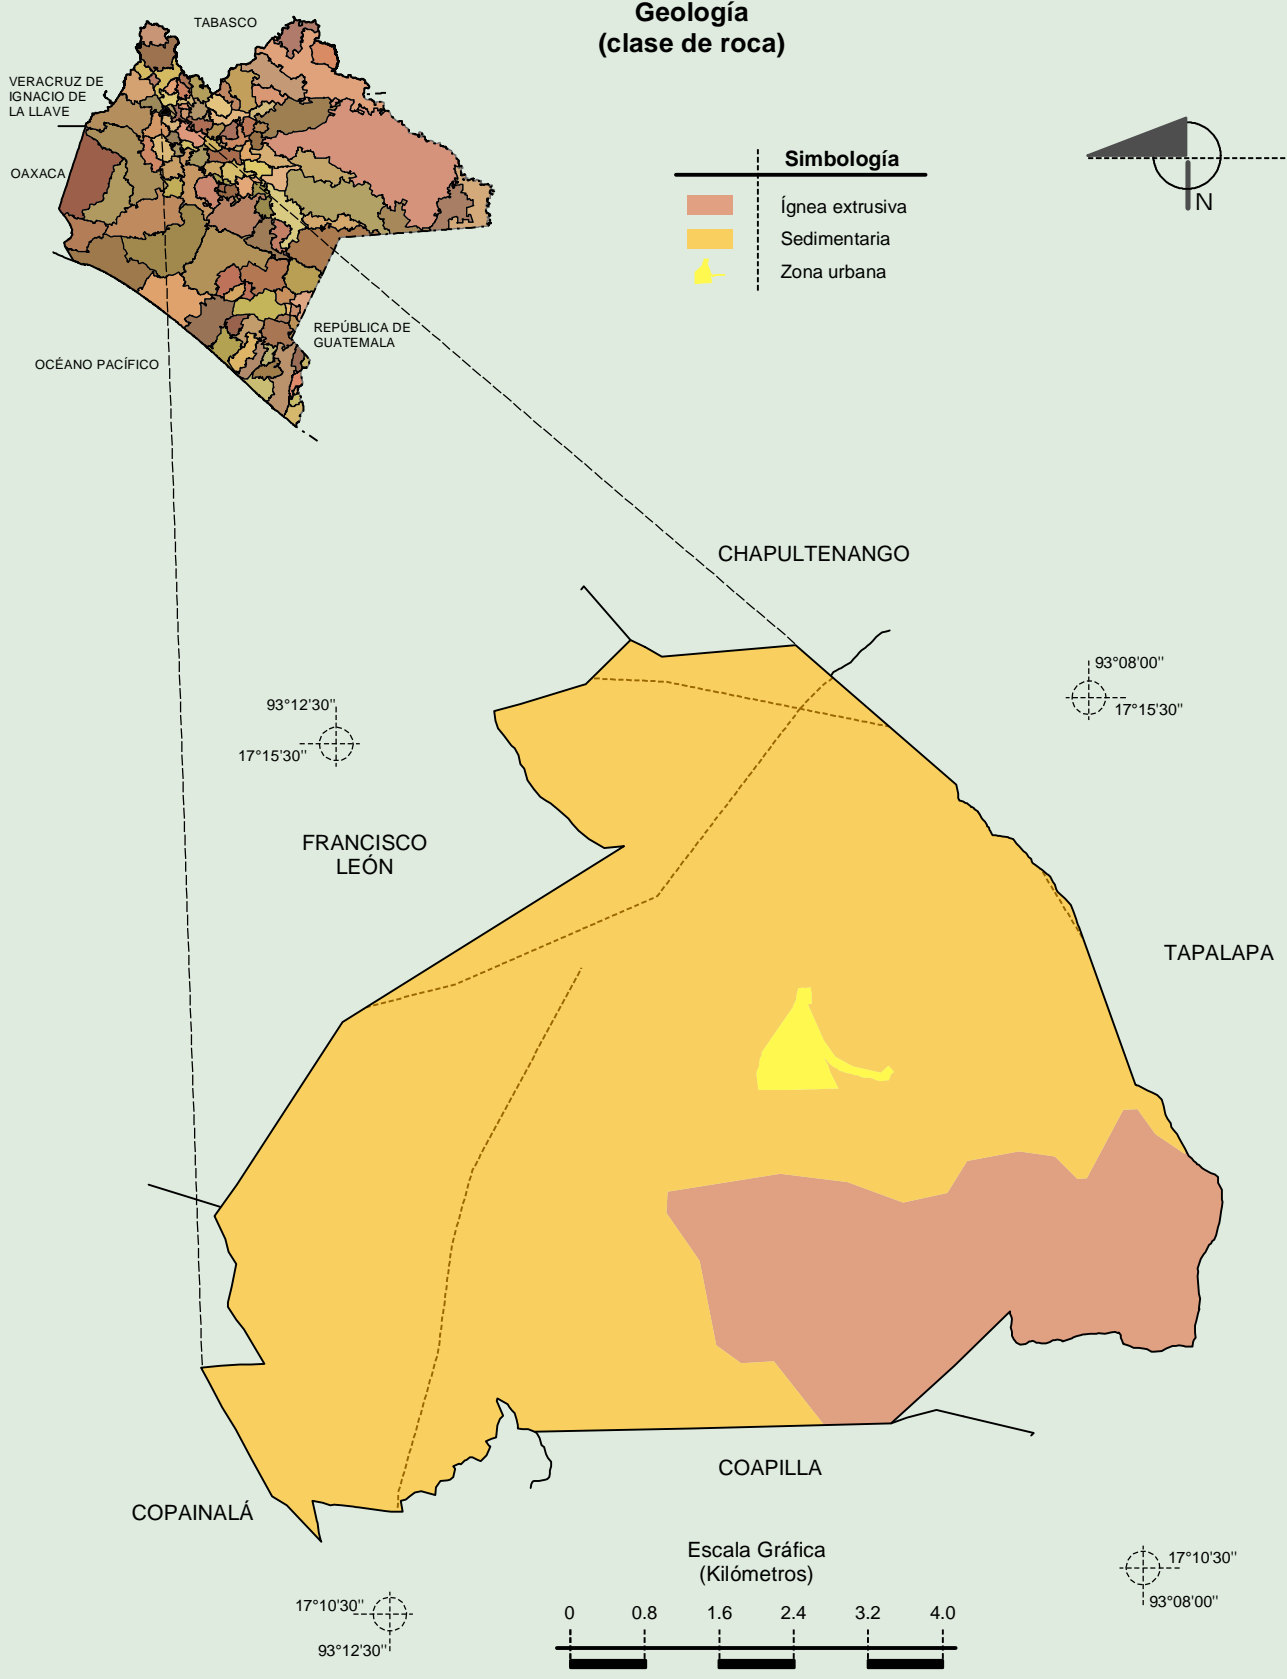 Geología
(clase de roca)
TABASCO
VERACRUZ DE
IGNACIO DE
LA LLAVE
OAXACA
OCÉANO PACÍFICO
REPÚBLICA DE
GUATEMALA
Simbología
Ígnea extrusiva
Sedimentaria
Zona urbana
N
CHAPULTENANGO
93°12'30"
17°15'30"
93°08'00"
17°15'30"
FRANCISCO
LEÓN
TAPALAPA
COPAINALÁ
COAPILLA
17°10'30"
93°12'30"
17°10'30"
93°08'00"
Escala Gráfica
(Kilómetros)
0 0.8 1.6 2.4 3.2 4.0